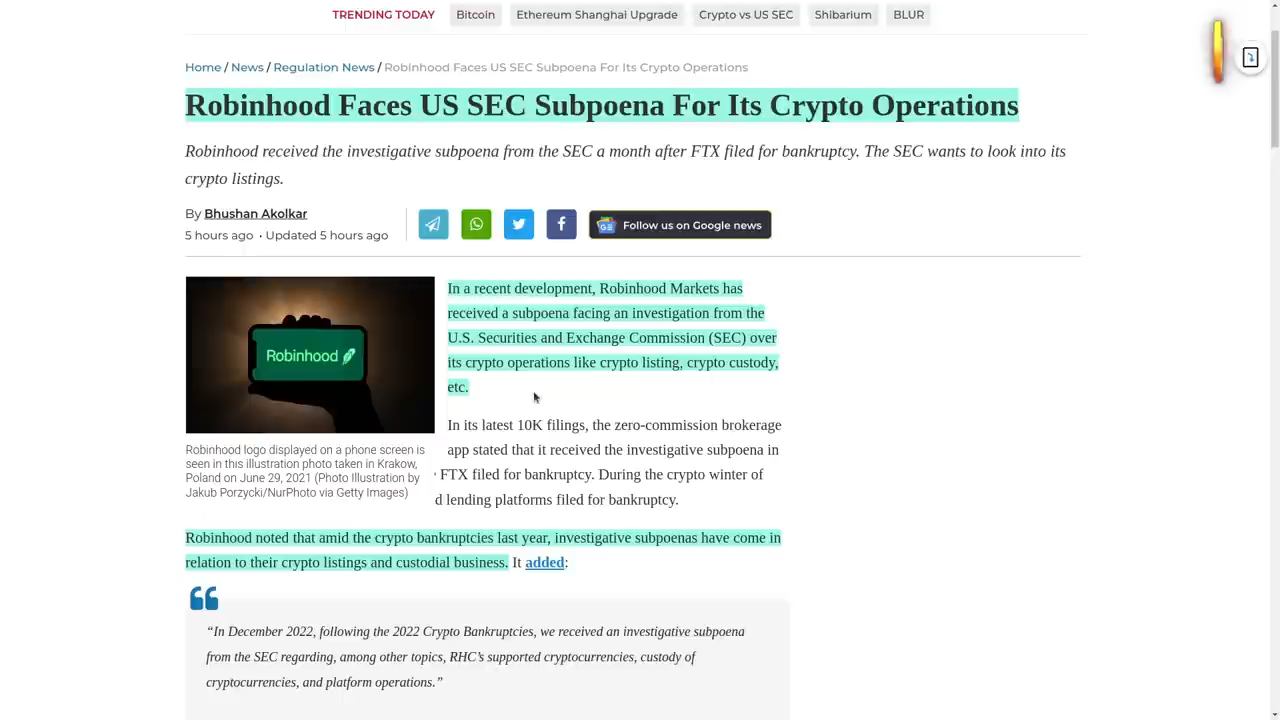 TRENDING TODAY Bitcoin Ethereum Shanghai Upgrade Crypto vs US SEC Shibarium BLUR
Home / News / Regulation News / Robinhood Faces US SEC Subpoena For Its Crypto Operations
Robinhood Faces US SEC Subpoena For Its Crypto Operations
Robinhood received the investigative subpoena from the SEC a month after FTX filed for bankruptcy. The SEC wants to look into its
crypto listings.
By Bhushan Akolkar
5 hours ago • Updated 5 hours ago
Follow us on Google news
Robinhood
Robinhood logo displayed on a phone screen is
seen in this illustration photo taken in Krakow,
Poland on June 29, 2021 (Photo Illustration by
Jakub Porzycki/NurPhoto via Getty Images)
In a recent development, Robinhood Markets has
received a subpoena facing an investigation from the
U.S. Securities and Exchange Commission (SEC) over
its crypto operations like crypto listing, crypto custody,
etc.
In its latest 10K filings, the zero-commission brokerage
app stated that it received the investigative subpoena in
FTX filed for bankruptcy. During the crypto winter of
d lending platforms filed for bankruptcy.
Robinhood noted that amid the crypto bankruptcies last year, investigative subpoenas have come in
relation to their crypto listings and custodial business. It added:
“In December 2022, following the 2022 Crypto Bankruptcies, we received an investigative subpoena
from the SEC regarding, among other topics, RHC’s supported cryptocurrencies, custody of
cryptocurrencies, and platform operations.”